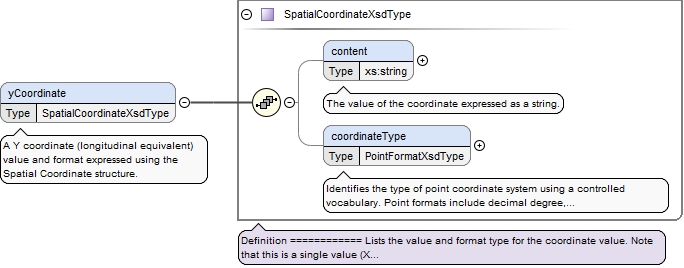 SpatialCoordinateXsdType
content
Type xs:string
The value of the coordinate expressed as a string.
yCoordinate
Type SpatialCoordinateXsdType
A Y coordinate (longitudinal equivalent)
value and format expressed using the
Spatial Coordinate structure.
coordinateType
Type PointFormatXsdType
Identifies the type of point coordinate system using a controlled
vocabulary. Point formats include decimal degree,...
Definition ============ Lists the value and format type for the coordinate value. Note
that this is a single value (X...